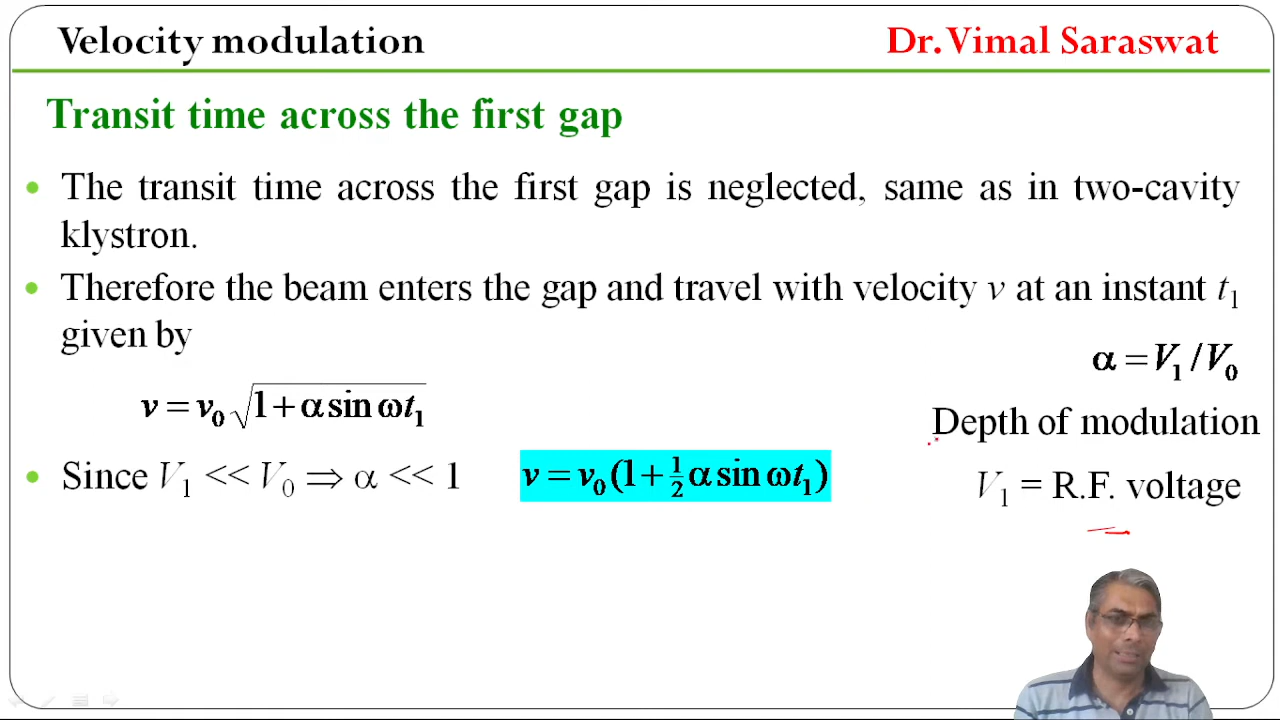 Velocity modulation
Dr. Vimal Saraswat
Transit time across the first gap
• The transit time across the first gap is neglected, same as in two-cavity
klystron.
• Therefore the beam enters the gap and travel with velocity v at an instant t₁
given by
α = V₁ / V₀
v = v₀ √(1 + α sin ωt₁)
Depth of modulation
• Since V₁ << V₀ ⇒ α << 1
v = v₀ (1 + ½ α sin ωt₁)
V₁ = R.F. voltage